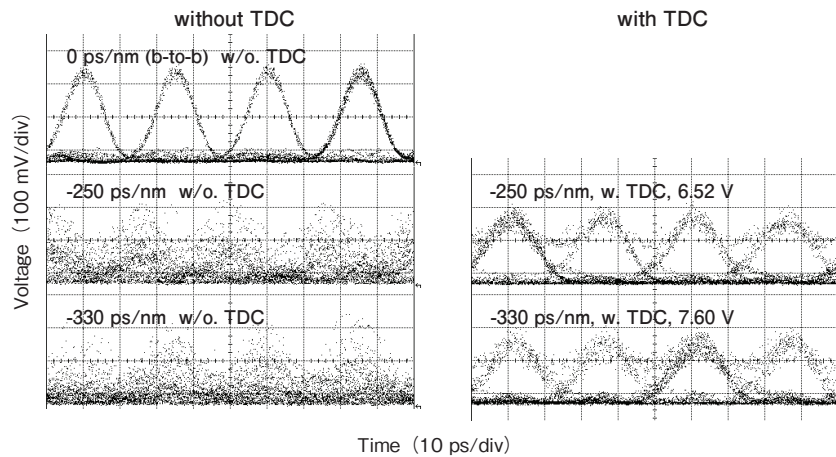 without TDC
with TDC
0 ps/nm (b-to-b) w/o. TDC
-250 ps/nm w/o. TDC
-330 ps/nm w/o. TDC
-250 ps/nm, w. TDC, 6.52 V
-330 ps/nm, w. TDC, 7.60 V
Voltage (100 mV/div)
Time (10 ps/div)